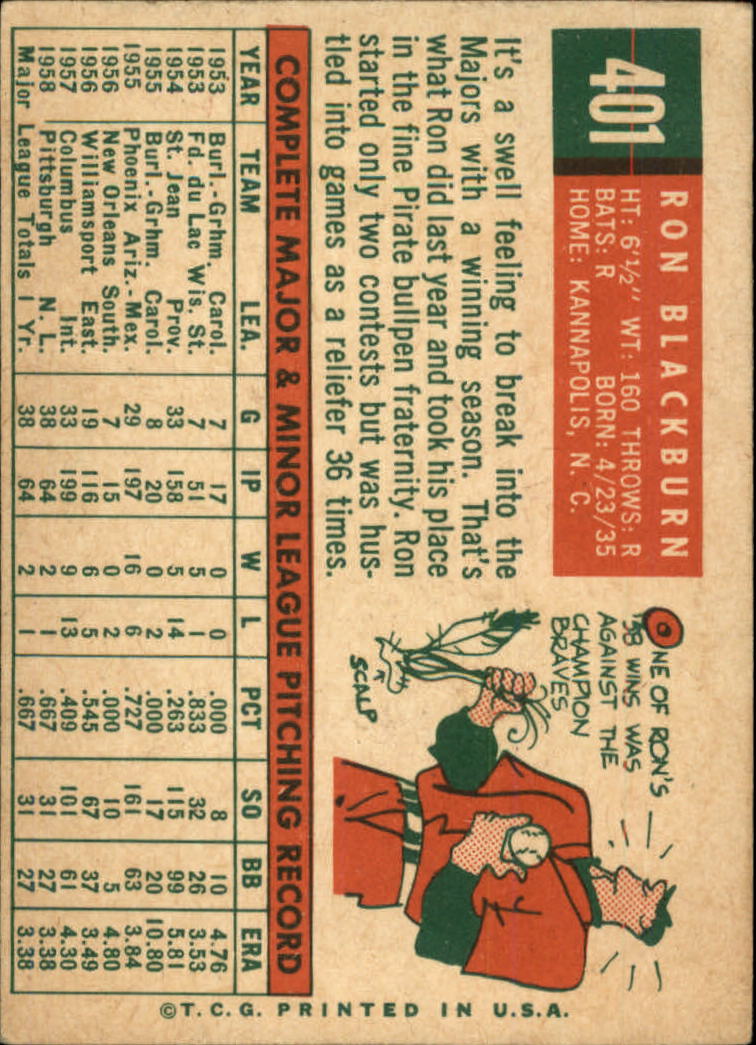 401
RON BLACKBURN
HT: 6'½" WT: 160 THROWS: R
BATS: R BORN: 4/23/35
HOME: KANNAPOLIS, N. C.
It's a swell feeling to break into the
Majors with a winning season. That's
what Ron did last year and took his place
in the fine Pirate bullpen fraternity. Ron
started only two contests but was hus-
tled into games as a reliefer 36 times.
ONE OF RON'S
'58 WINS WAS
AGAINST THE
CHAMPION
BRAVES
SCALP
COMPLETE MAJOR & MINOR LEAGUE PITCHING RECORD
YEAR TEAM LEA. G IP W L PCT SO BB ERA
1953 Burl.-Grhm. Carol. 7 17 0 0 .000 8 10 4.76
1953 Fd. du Lac Wis. St. 7 51 5 1 .833 32 26 3.53
1954 St. Jean Prov. 33 158 5 14 .263 115 99 5.81
1955 Burl.-Grhm. Carol. 8 20 0 2 .000 17 20 10.80
1955 Phoenix Ariz.-Mex. 29 197 16 6 .727 161 63 3.84
1956 New Orleans South. 7 15 0 2 .000 10 5 4.80
1956 Williamsport East. 19 116 6 5 .545 67 37 3.49
1957 Columbus Int. 33 199 9 13 .409 101 61 4.30
1958 Pittsburgh N. L. 38 64 2 1 .667 31 27 3.38
Major League Totals 1 Yr. 38 64 2 1 .667 31 27 3.38
©T.C.G. PRINTED IN U.S.A.